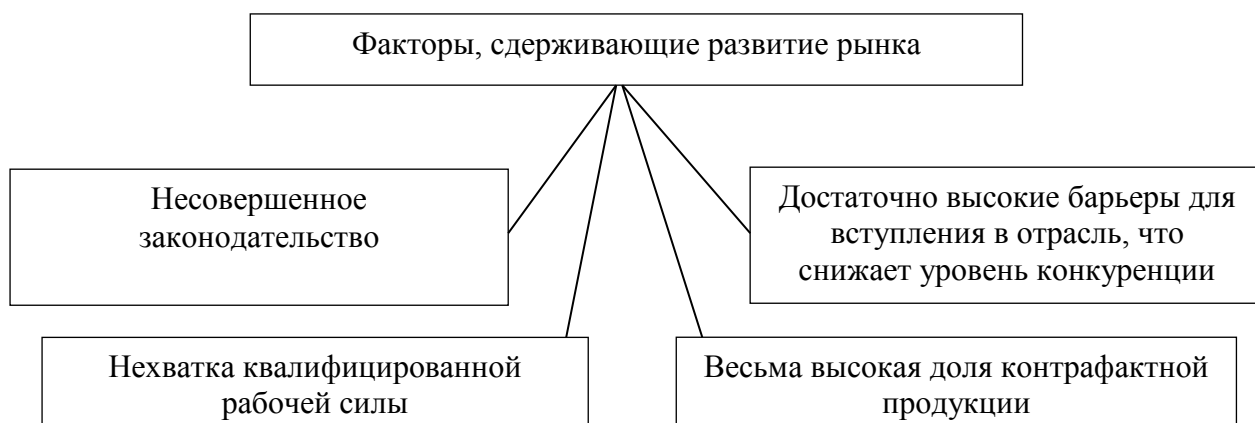 Факторы, сдерживающие развитие рынка
Несовершенное
законодательство
Достаточно высокие барьеры для
вступления в отрасль, что
снижает уровень конкуренции
Нехватка квалифицированной
рабочей силы
Весьма высокая доля контрафактной
продукции